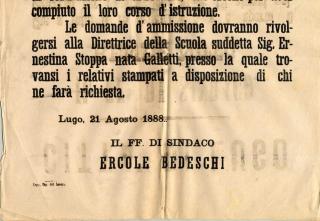 compiuto il loro corso d'istruzione.
Le domande d'ammissione dovranno rivol-
gersi alla Direttrice della Scuola suddetta Sig. Er-
nestina Stoppa nata Galletti, presso la quale tro-
vansi i relativi stampati a disposizione di chi
ne farà richiesta.
Lugo, 21 Agosto 1888.
IL FF. DI SINDACO
ERCOLE BEDESCHI